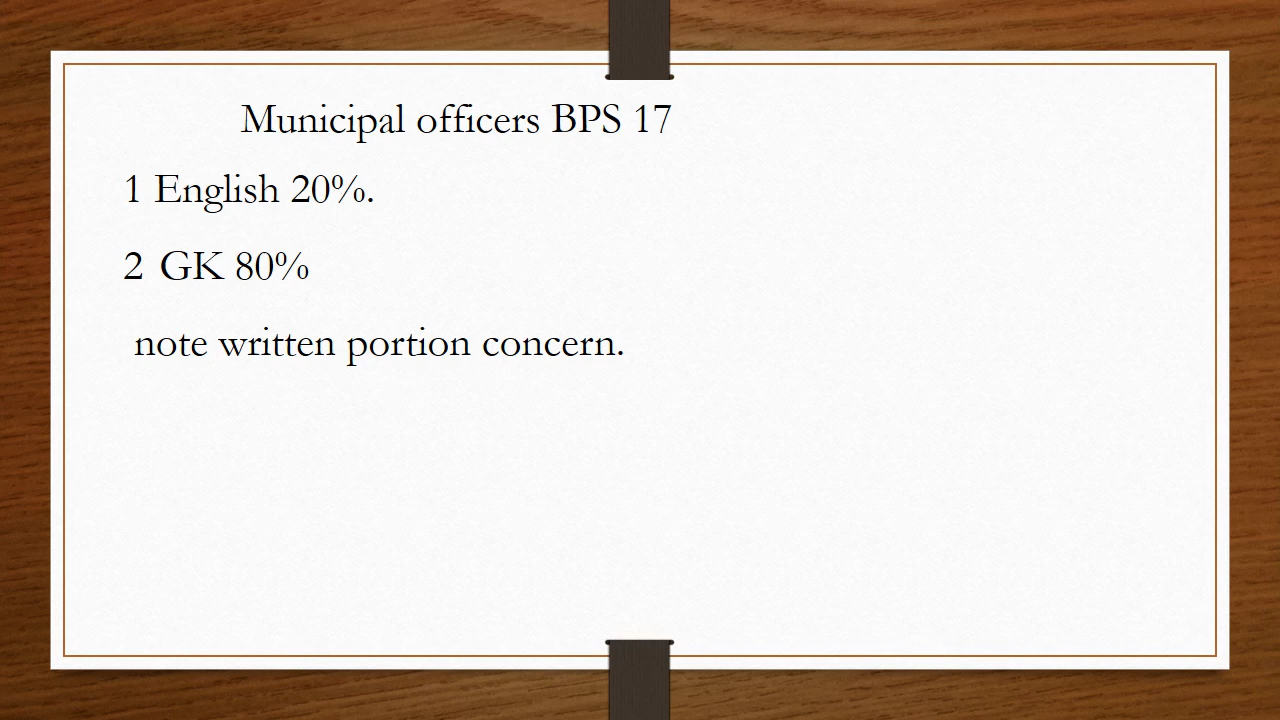 Municipal officers BPS 17
1 English 20%.
2 GK 80%
note written portion concern.